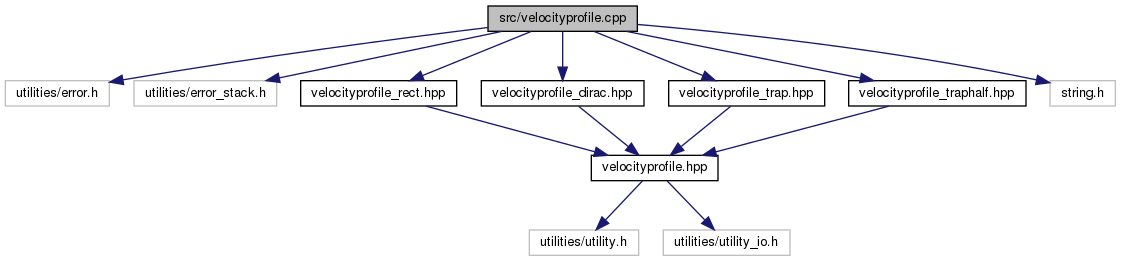 src/velocityprofile.cpp
utilities/error.h
utilities/error_stack.h
velocityprofile_rect.hpp
velocityprofile_dirac.hpp
velocityprofile_trap.hpp
velocityprofile_traphalf.hpp
string.h
velocityprofile.hpp
utilities/utility.h
utilities/utility_io.h